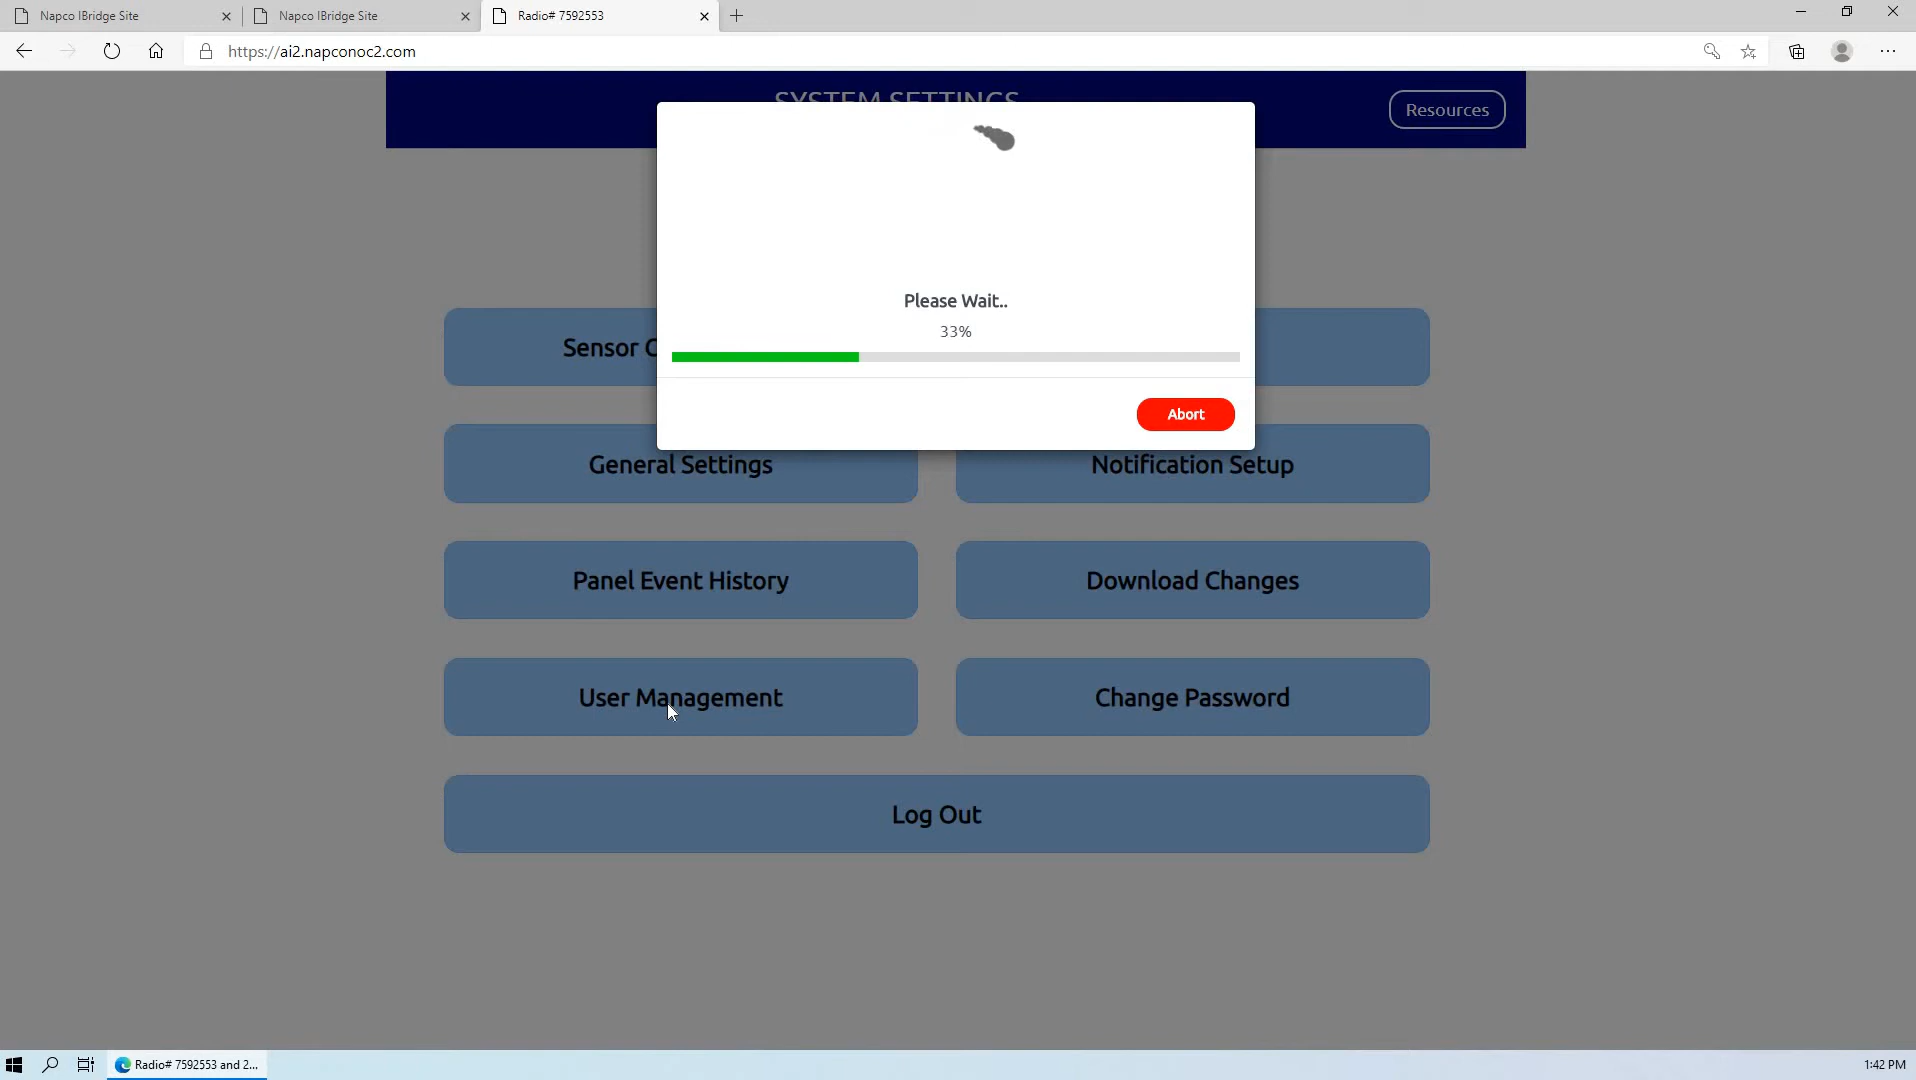 Napco IBridge Site
Napco IBridge Site
Radio# 7592553
https://ai2.napconoc2.com
SYSTEM SETTINGS
Resources
Please Wait..
33%
Abort
Sensor
General Settings
Notification Setup
Panel Event History
Download Changes
User Management
Change Password
Log Out
Radio# 7592553 and 2...
1:42 PM